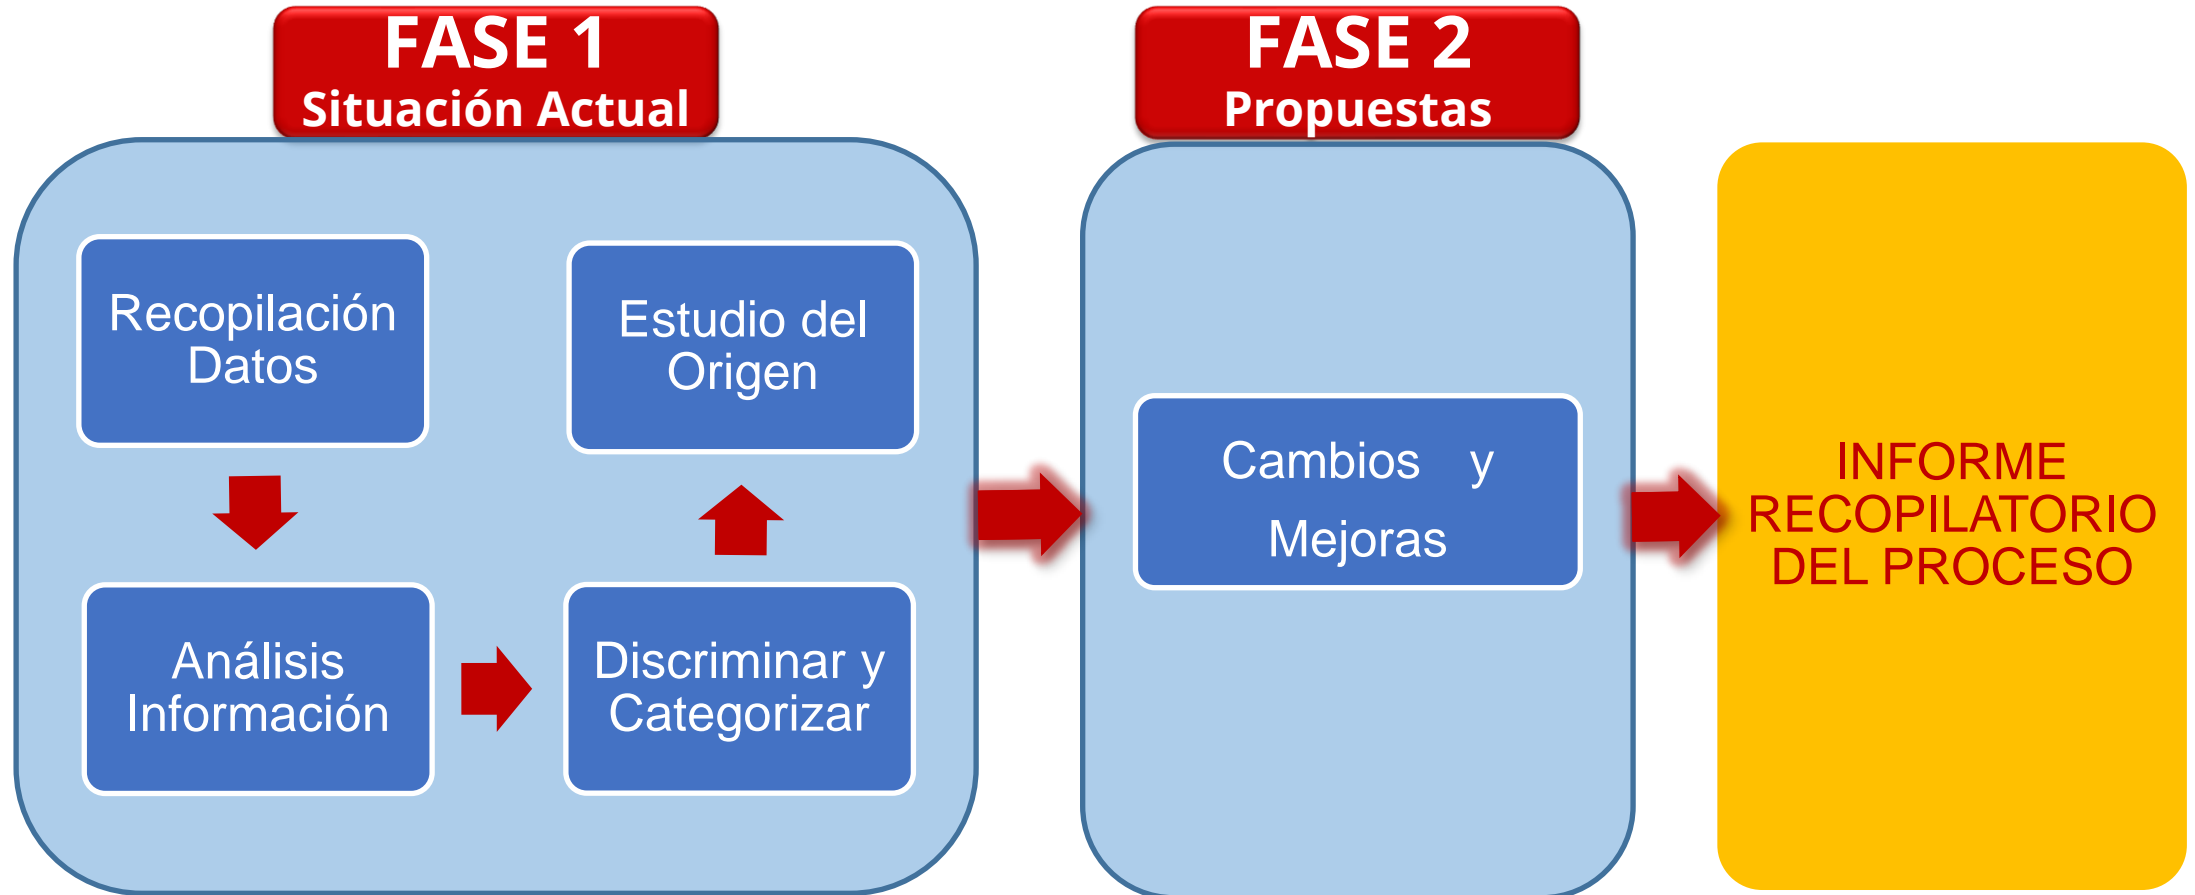 FASE 1
Situación Actual
Recopilación
Datos
Análisis
Información
Discriminar y
Categorizar
Estudio del
Origen
FASE 2
Propuestas
Cambios y
Mejoras
INFORME
RECOPILATORIO
DEL PROCESO